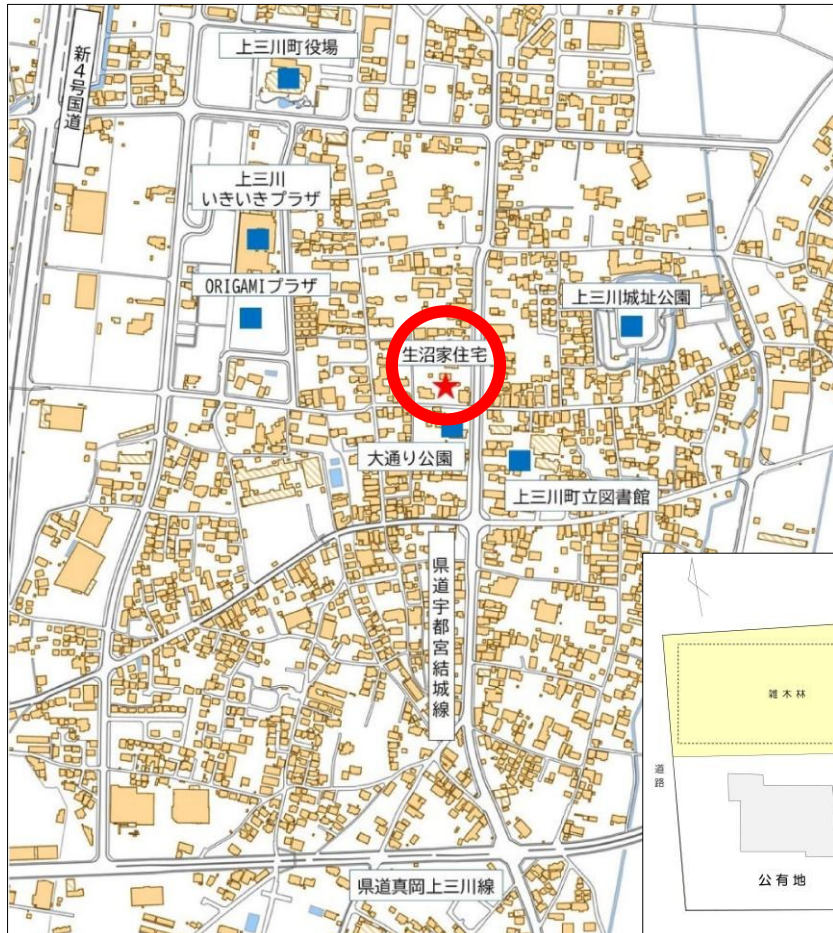 上三川町役場
新4号国道
上三川
いきいきプラザ
ORIGAMIプラザ
上三川城址公園
生沼家住宅
大通り公園
上三川町立図書館
県道宇都宮結城線
雑木林
道路
公有地
県道真岡上三川線